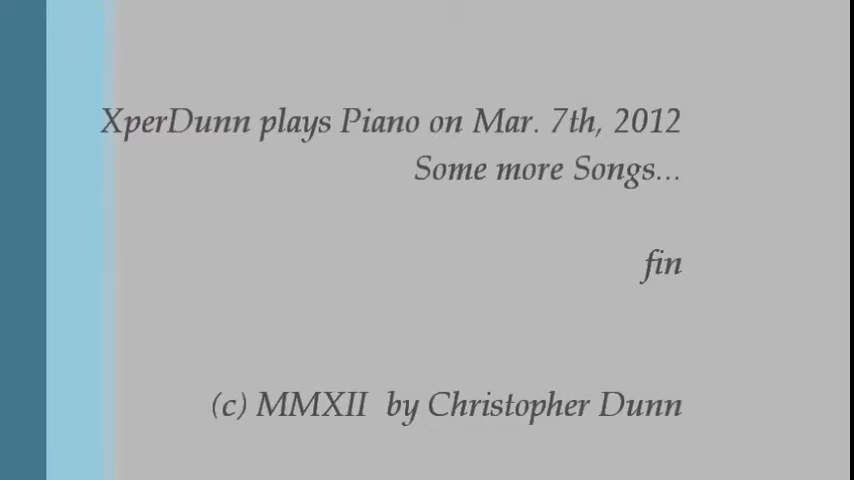 XperDunn plays Piano on Mar. 7th, 2012
Some more Songs...
fin
(c) MMXII by Christopher Dunn